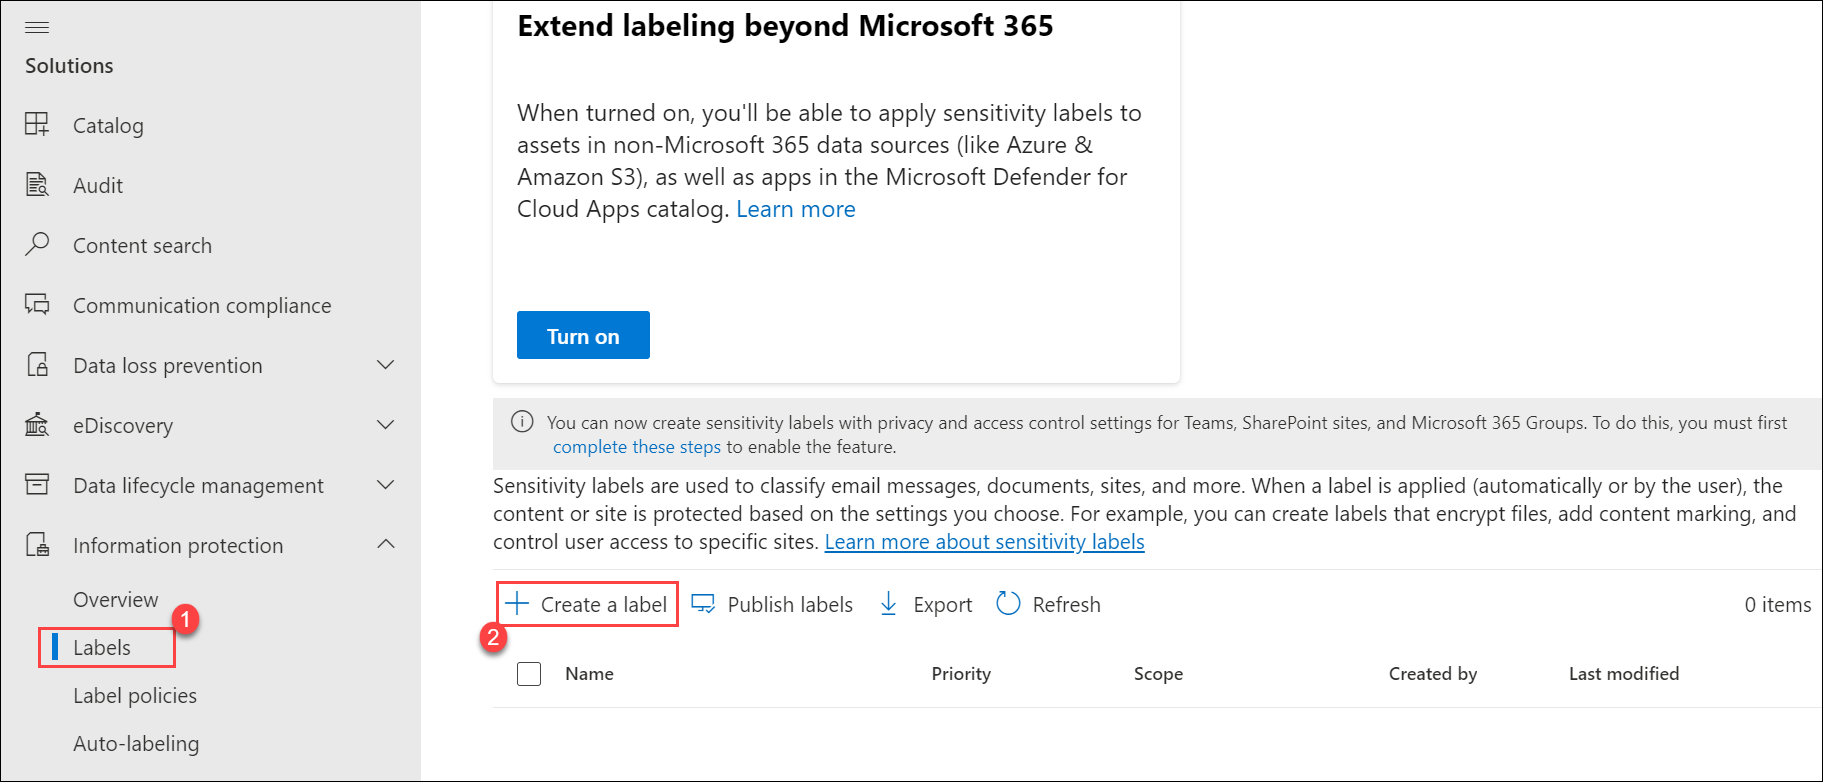 Solutions
Catalog
Audit
Content search
Communication compliance
Data loss prevention
eDiscovery
Data lifecycle management
Information protection
Overview
1
Labels
Label policies
Auto-labeling
Extend labeling beyond Microsoft 365
When turned on, you'll be able to apply sensitivity labels to
assets in non-Microsoft 365 data sources (like Azure &
Amazon S3), as well as apps in the Microsoft Defender for
Cloud Apps catalog. Learn more
Turn on
You can now create sensitivity labels with privacy and access control settings for Teams, SharePoint sites, and Microsoft 365 Groups. To do this, you must first
complete these steps to enable the feature.
Sensitivity labels are used to classify email messages, documents, sites, and more. When a label is applied (automatically or by the user), the
content or site is protected based on the settings you choose. For example, you can create labels that encrypt files, add content marking, and
control user access to specific sites. Learn more about sensitivity labels
Create a label Publish labels Export Refresh 0 items
2
Name Priority Scope Created by Last modified